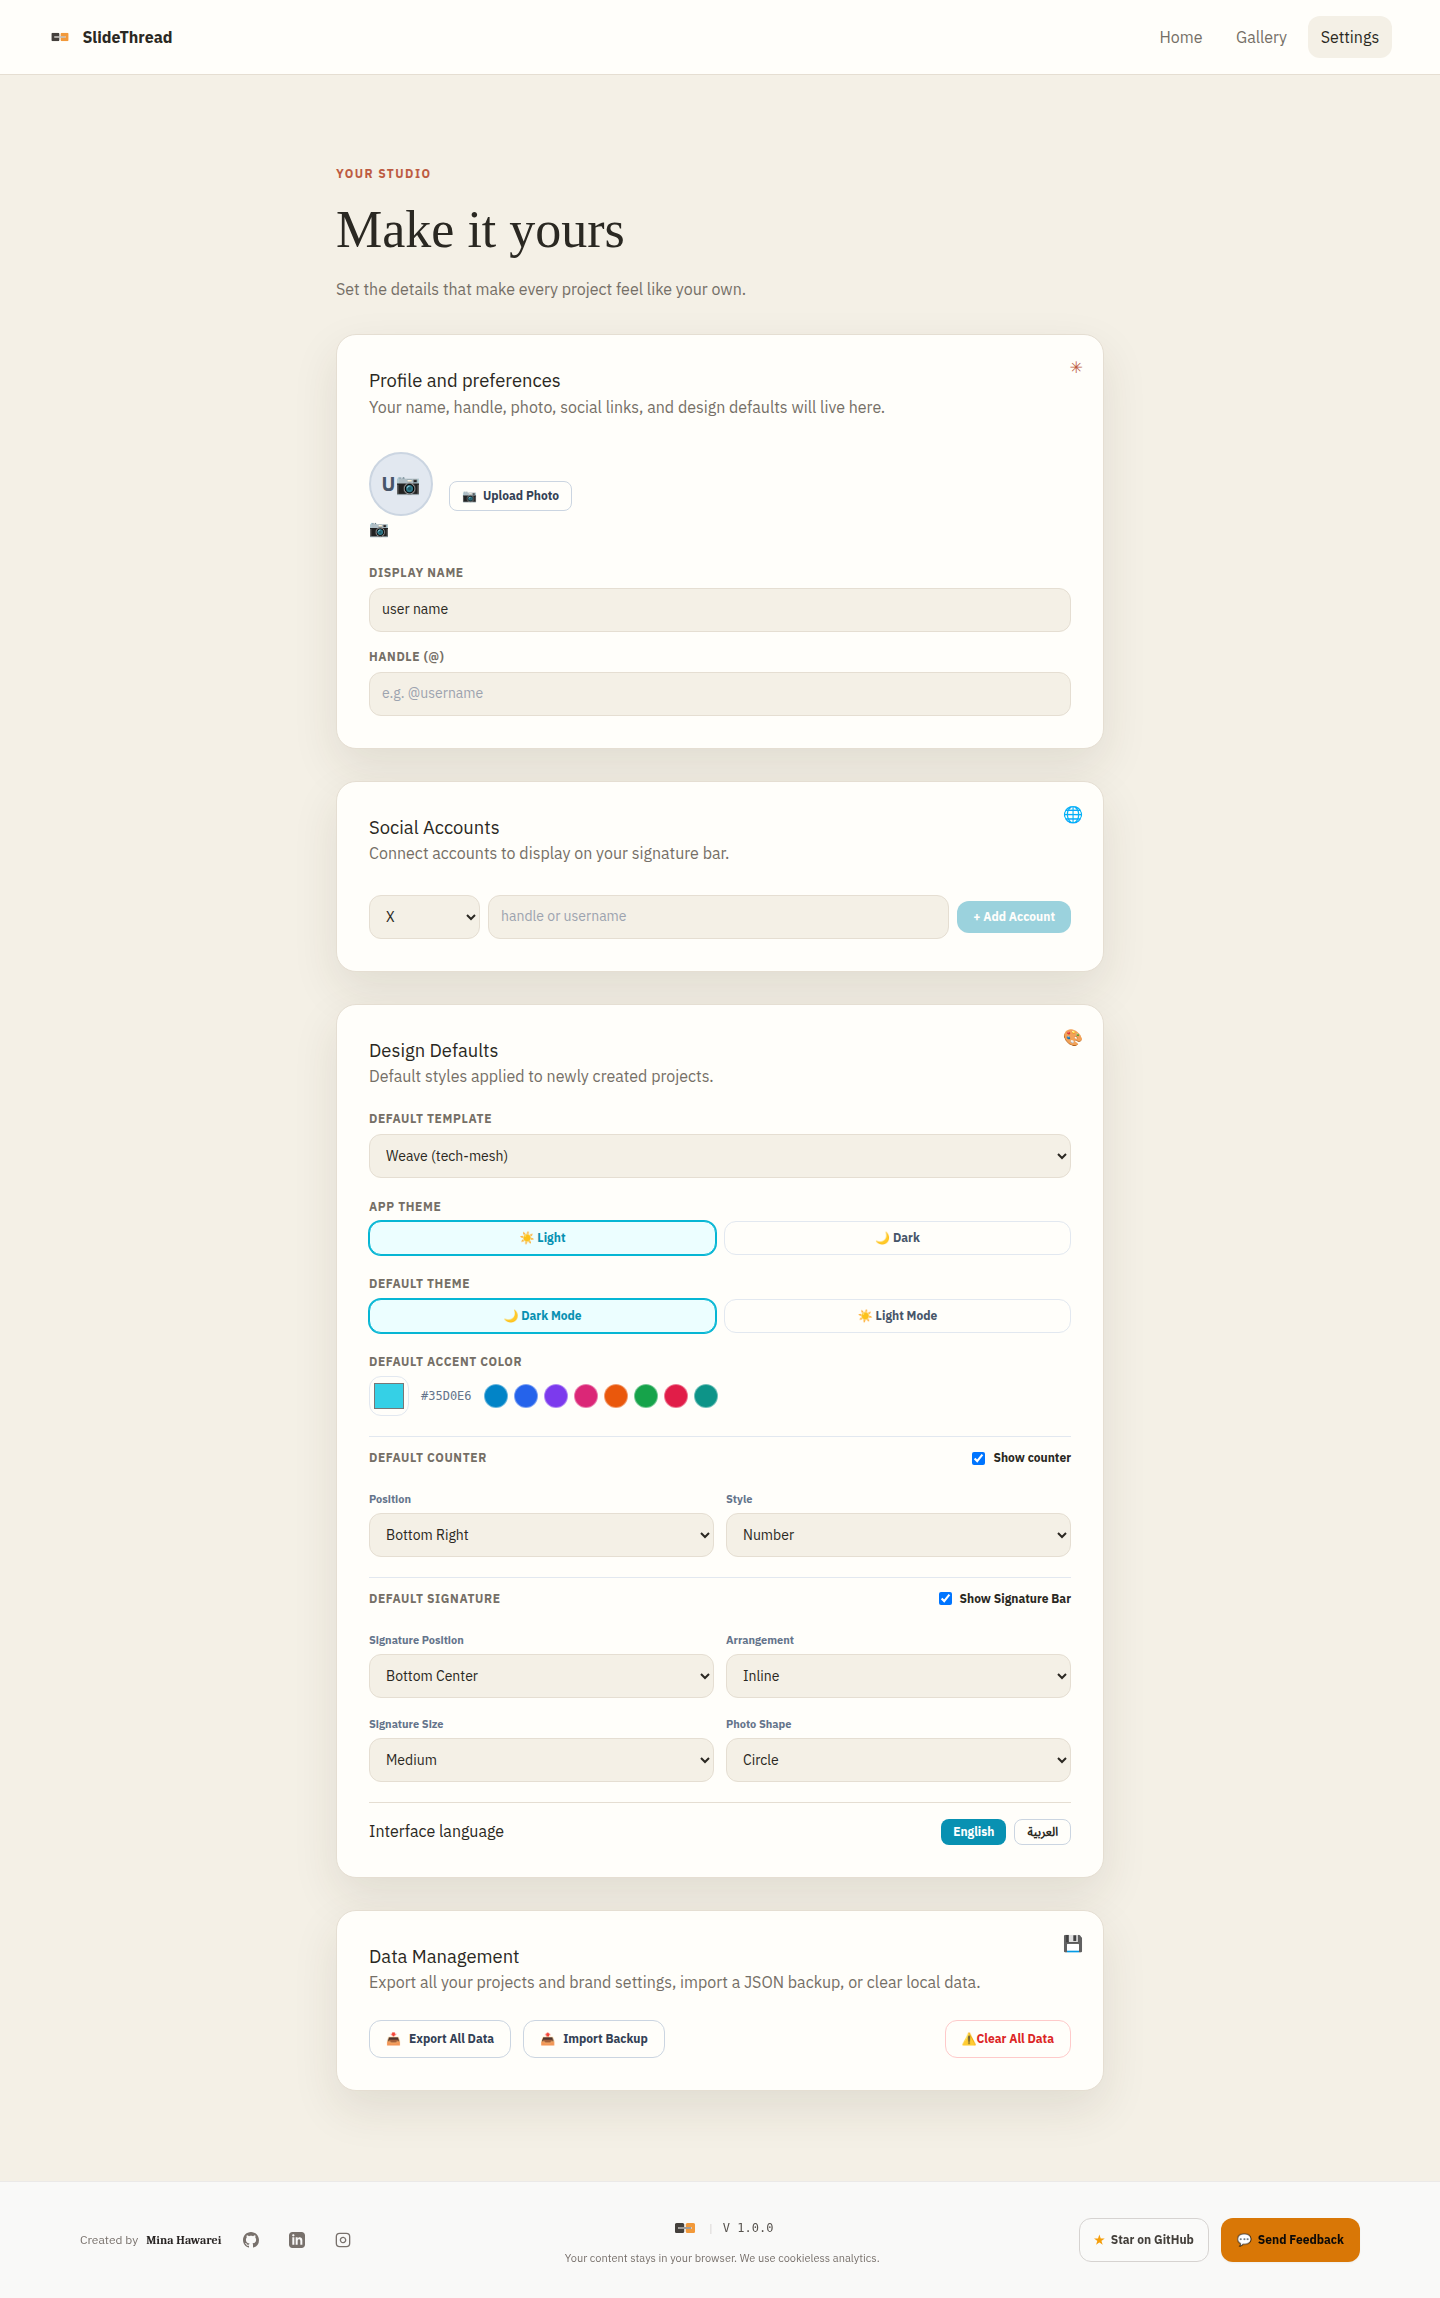 SlideThread
Home Gallery Settings
YOUR STUDIO
Make it yours
Set the details that make every project feel like your own.
Profile and preferences
Your name, handle, photo, social links, and design defaults will live here.
U
Upload Photo
DISPLAY NAME
user name
HANDLE (@)
e.g. @username
Social Accounts
Connect accounts to display on your signature bar.
X handle or username + Add Account
Design Defaults
Default styles applied to newly created projects.
DEFAULT TEMPLATE
Weave (tech-mesh)
APP THEME
Light Dark
DEFAULT THEME
Dark Mode Light Mode
DEFAULT ACCENT COLOR
#35D0E6
DEFAULT COUNTER Show counter
Position Style
Bottom Right Number
DEFAULT SIGNATURE Show Signature Bar
Signature Position Arrangement
Bottom Center Inline
Signature Size Photo Shape
Medium Circle
Interface language English العربية
Data Management
Export all your projects and brand settings, import a JSON backup, or clear local data.
Export All Data Import Backup Clear All Data
Created by Mina Hawarei
| V 1.0.0
Your content stays in your browser. We use cookieless analytics.
Star on GitHub Send Feedback